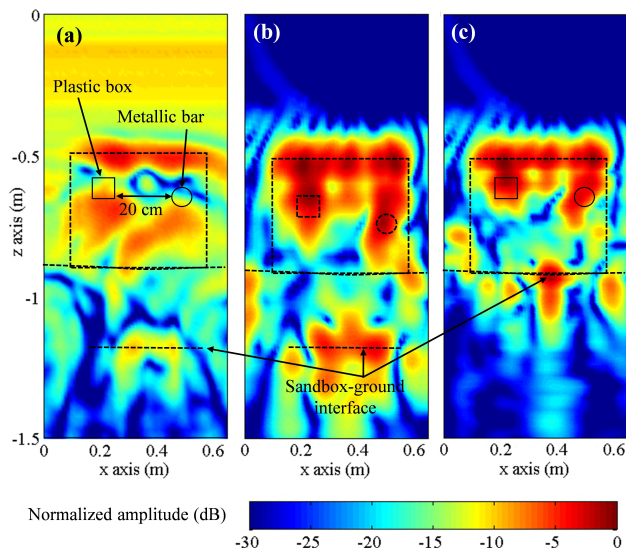 (a)
(b)
(c)
Plastic box
Metallic bar
20 cm
0
-0.5
-1
-1.5
z axis (m)
Sandbox-ground
interface
0 0.2 0.4 0.6
0 0.2 0.4 0.6
0 0.2 0.4 0.6
x axis (m)
x axis (m)
x axis (m)
Normalized amplitude (dB)
-30 -25 -20 -15 -10 -5 0